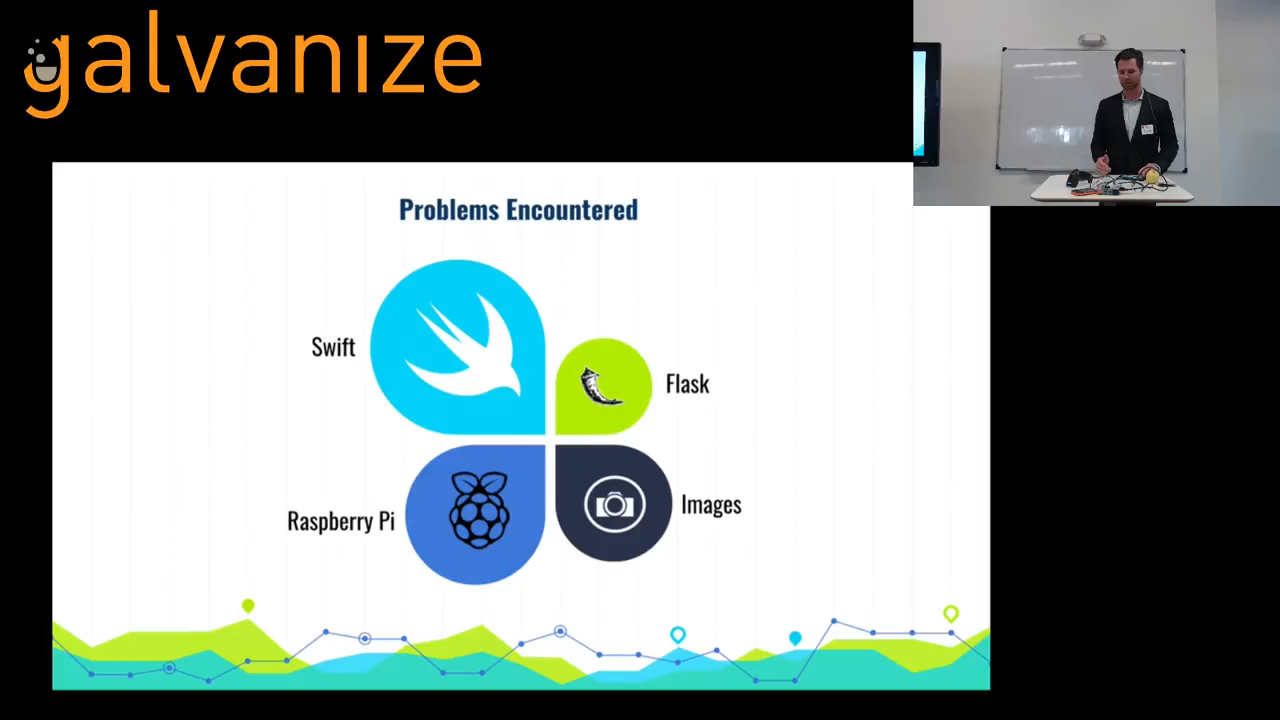 galvanize
Problems Encountered
Swift
Flask
Raspberry Pi
Images